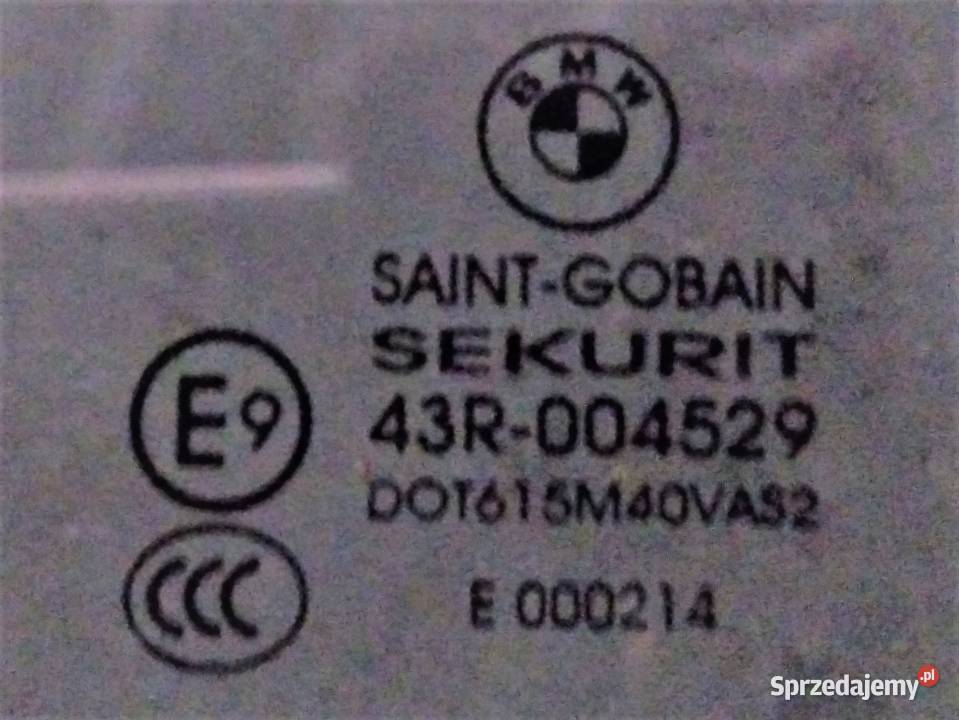 BMW
SAINT-GOBAIN
SEKURIT
E9
43R-004529
DOT615M40VAS2
CCC
E 000214
Sprzedajemy.pl